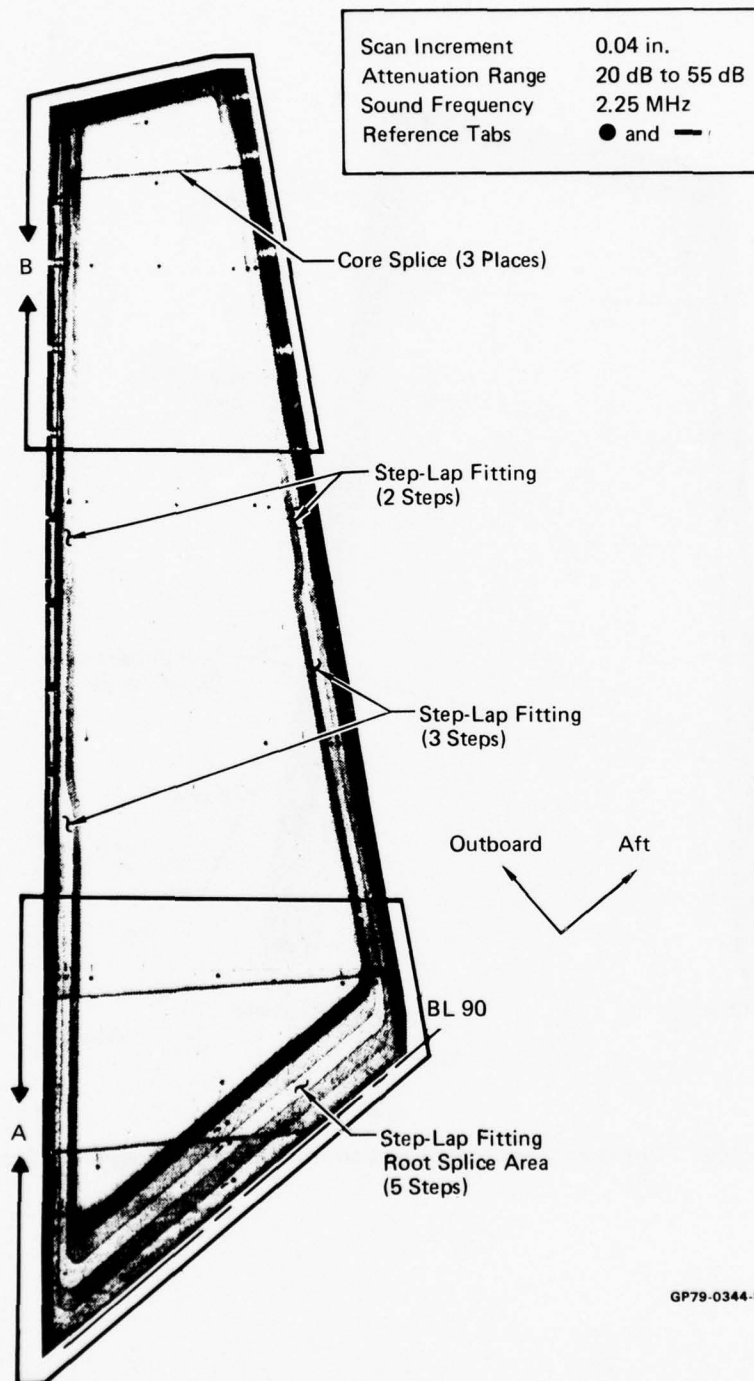 Scan Increment 0.04 in.
Attenuation Range 20 dB to 55 dB
Sound Frequency 2.25 MHz
Reference Tabs ● and —
B
Core Splice (3 Places)
Step-Lap Fitting
(2 Steps)
Step-Lap Fitting
(3 Steps)
Outboard Aft
BL 90
A
Step-Lap Fitting
Root Splice Area
(5 Steps)
GP79-0344-